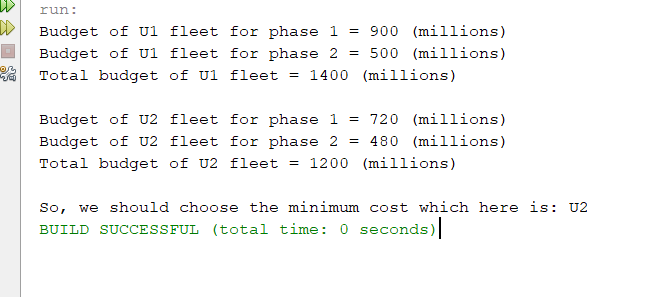 run:
Budget of U1 fleet for phase 1 = 900 (millions)
Budget of U1 fleet for phase 2 = 500 (millions)
Total budget of U1 fleet = 1400 (millions)
Budget of U2 fleet for phase 1 = 720 (millions)
Budget of U2 fleet for phase 2 = 480 (millions)
Total budget of U2 fleet = 1200 (millions)
So, we should choose the minimum cost which here is: U2
BUILD SUCCESSFUL (total time: 0 seconds)